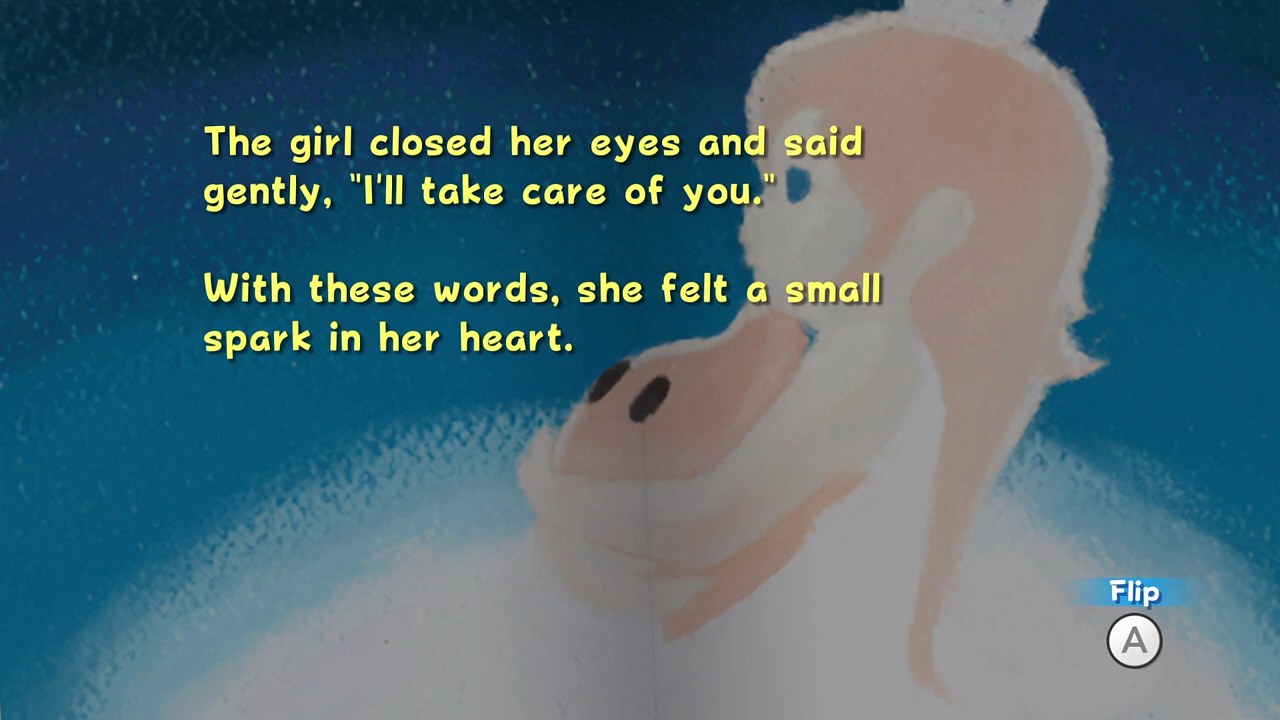 The girl closed her eyes and said
gently, "I'll take care of you."
With these words, she felt a small
spark in her heart.
Flip
A